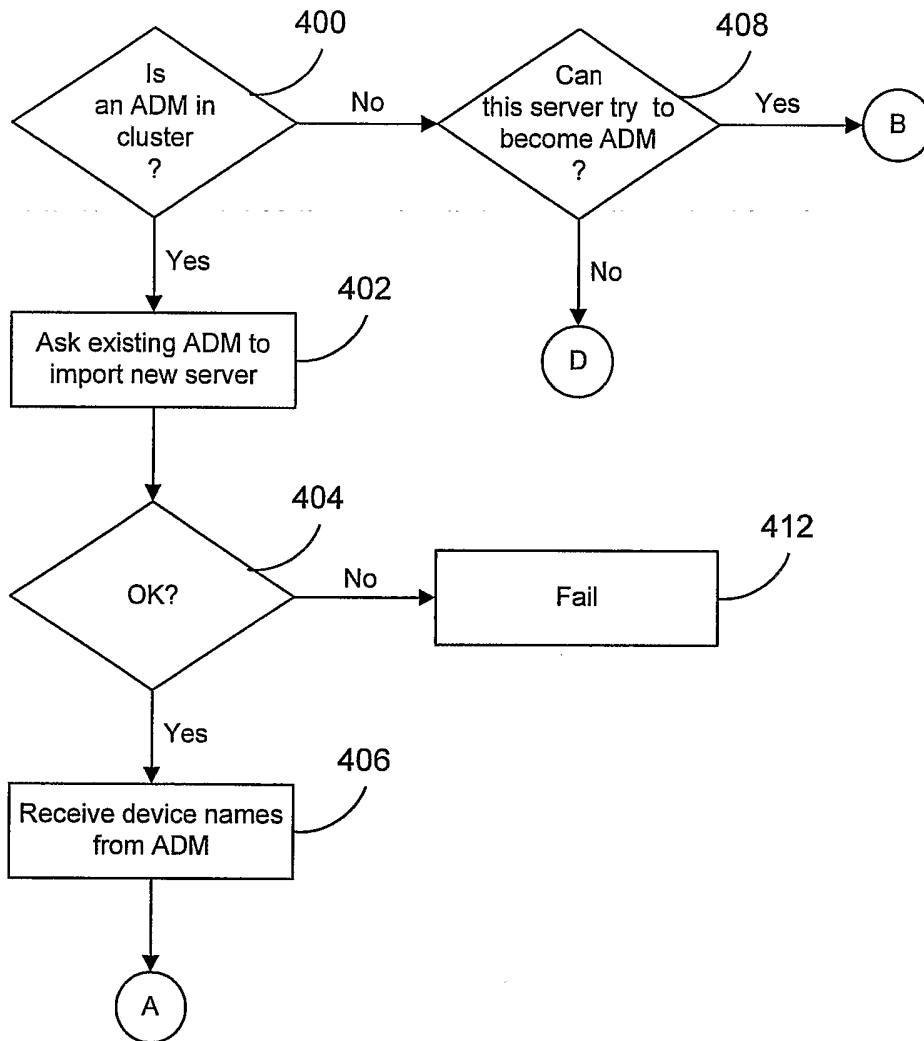 400
Is
an ADM in
cluster
?
No
408
Can
this server try to
become ADM
?
Yes
B
Yes
No
D
402
Ask existing ADM to
import new server
404
OK?
No
412
Fail
Yes
406
Receive device names
from ADM
A